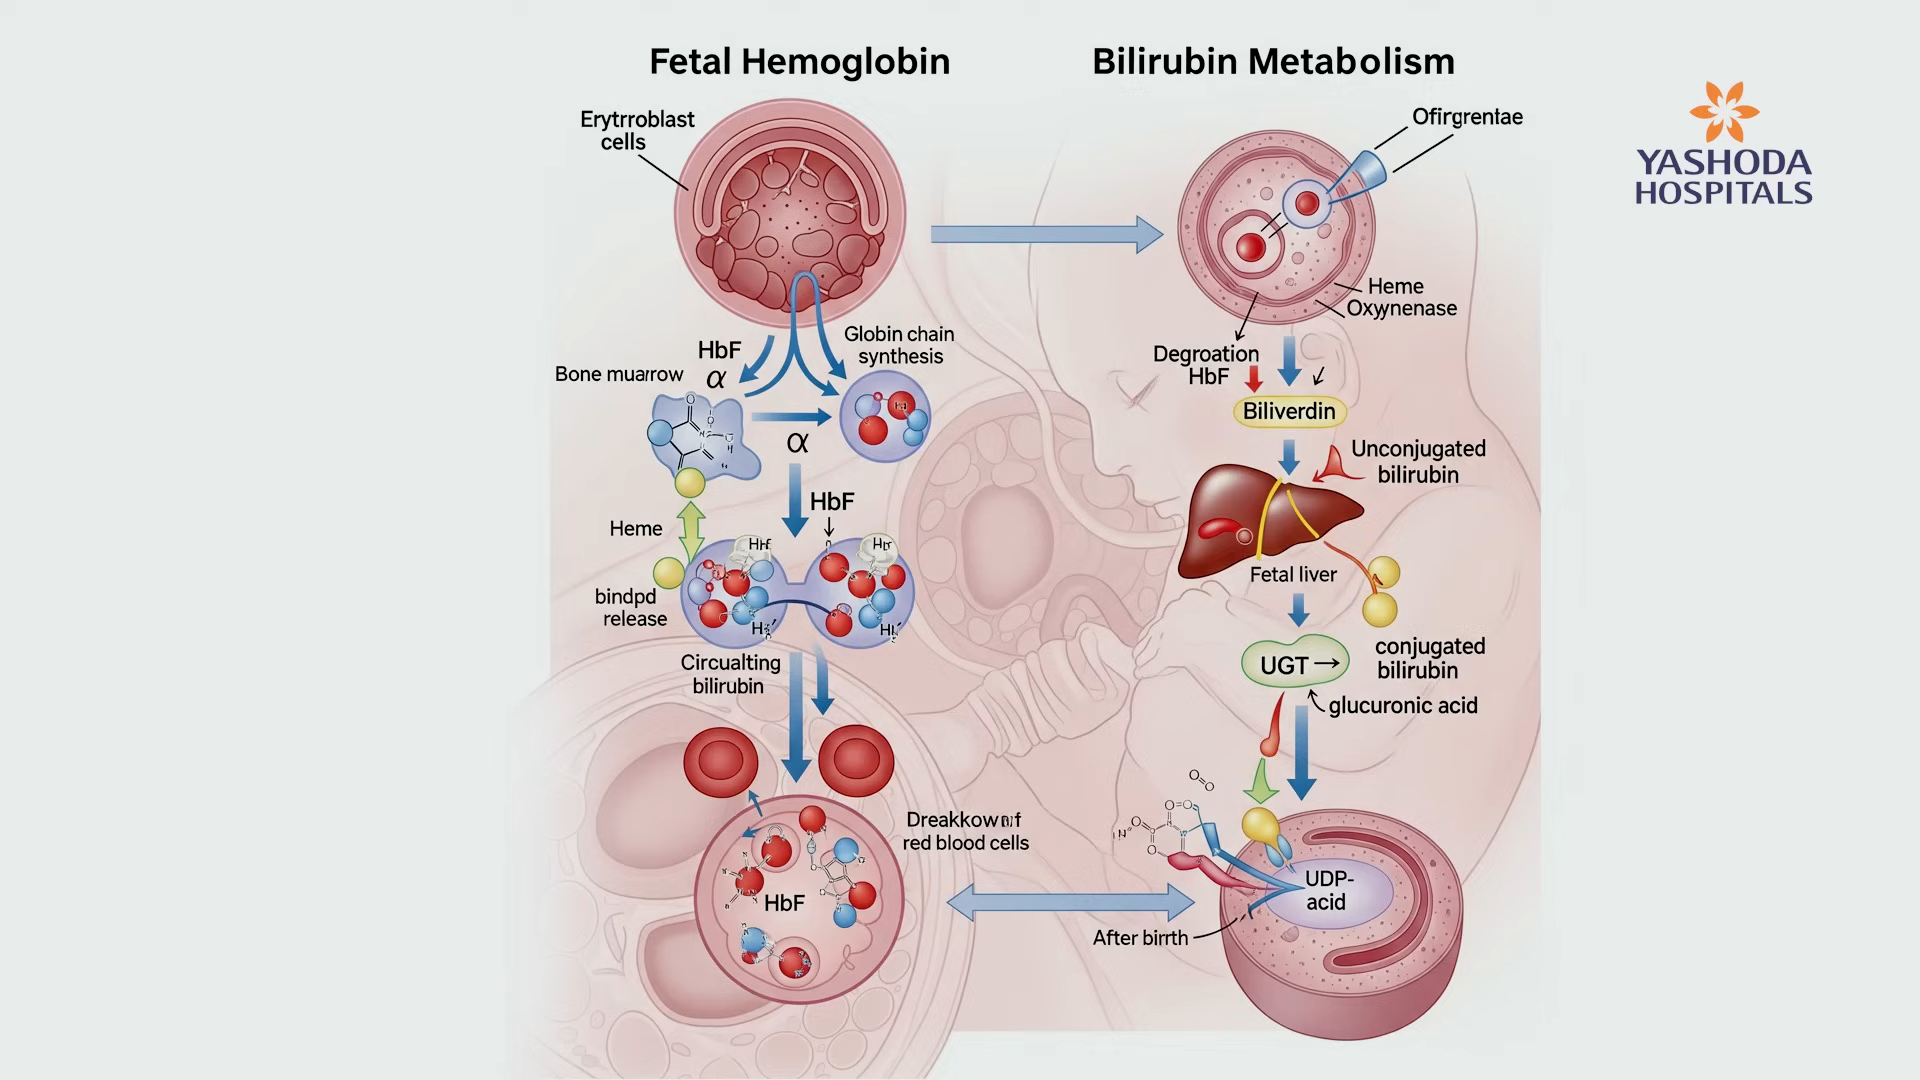 Fetal Hemoglobin
Erytrroblast
cells
HbF
α
Globin chain
synthesis
Bone muarrow
α
HbF
Heme
bindpd
release
Circualting
bilirubin
HbF
Dreakkow
red blood cells
Bilirubin Metabolism
Ofirgrentae
Heme
Oxyynenase
Degroation
HbF
Biliverdin
Unconjugated
bilirubin
Fetal liver
UGT →
conjugated
bilirubin
glucuronic acid
UDP-
acid
After birrth
YASHODA
HOSPITALS